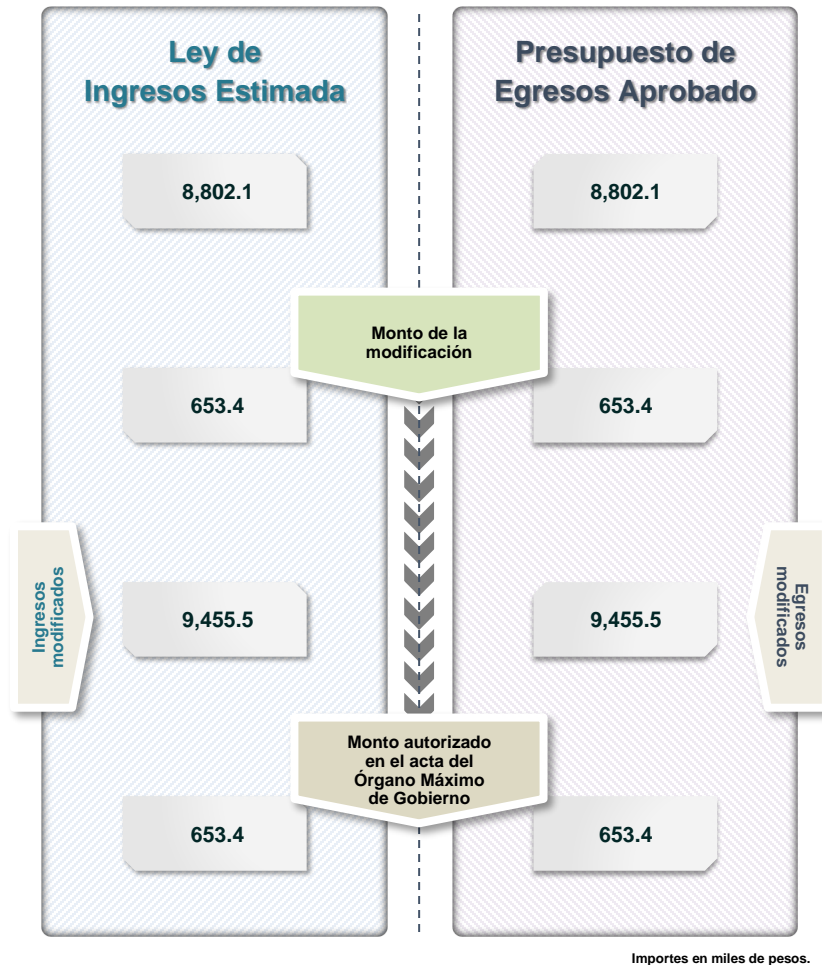 Ley de
Ingresos Estimada
Presupuesto de
Egresos Aprobado
8,802.1
8,802.1
Monto de la
modificación
653.4
653.4
Ingresos
modificados
9,455.5
9,455.5
Egresos
modificados
Monto autorizado
en el acta del
Órgano Máximo
de Gobierno
653.4
653.4
Importes en miles de pesos.